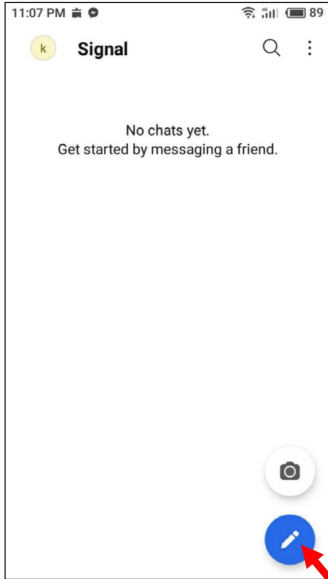 11:07 PM 89
k Signal
No chats yet.
Get started by messaging a friend.